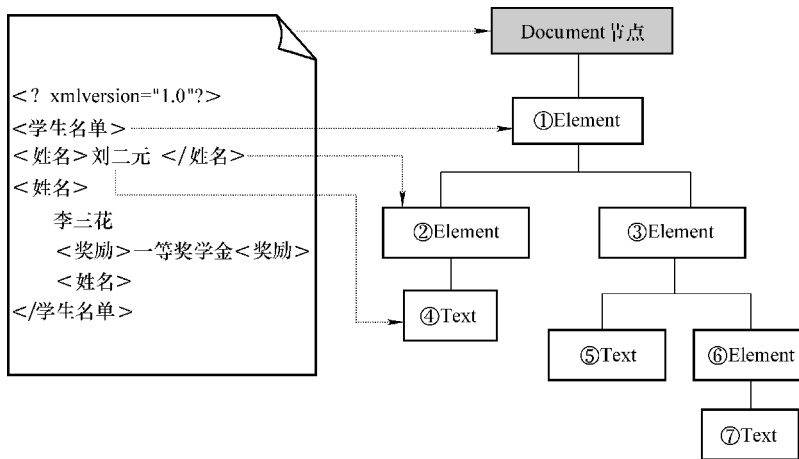 Document 节点
<? xmlversion="1.0"?>
<学生名单>
<姓名>刘二元 </姓名>
<姓名>
李三花
<奖励>一等奖学金<奖励>
<姓名>
</学生名单>
①Element
②Element
③Element
④Text
⑤Text
⑥Element
⑦Text